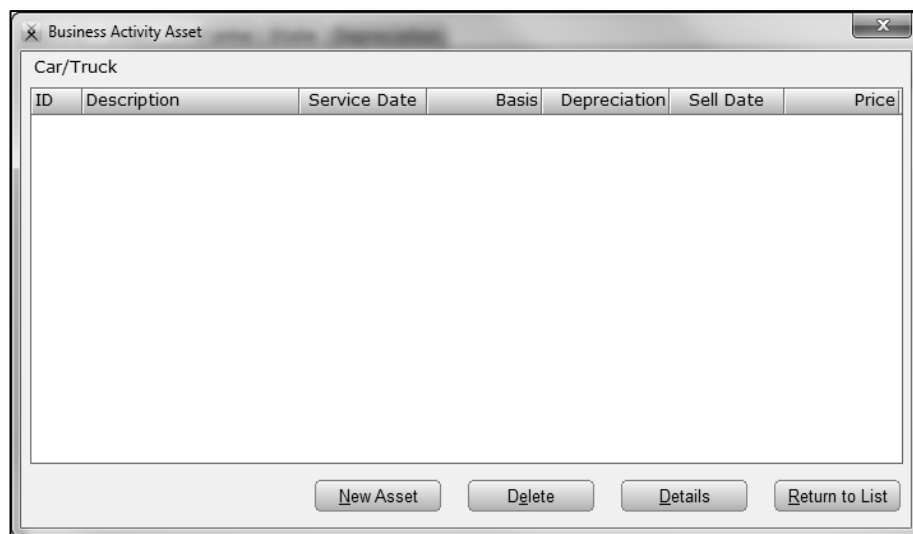 Business Activity Asset
Car/Truck
ID Description Service Date Basis Depreciation Sell Date Price
New Asset Delete Details Return to List